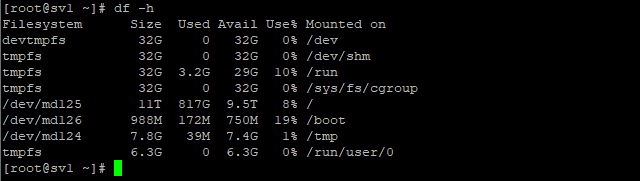 [root@sv1 ~]# df -h
Filesystem      Size  Used Avail Use% Mounted on
devtmpfs         32G     0   32G   0% /dev
tmpfs            32G     0   32G   0% /dev/shm
tmpfs            32G  3.2G   29G  10% /run
tmpfs            32G     0   32G   0% /sys/fs/cgroup
/dev/md125       11T  817G  9.5T   8% /
/dev/md126      988M  172M  750M  19% /boot
/dev/md124      7.8G   39M  7.4G   1% /tmp
tmpfs           6.3G     0  6.3G   0% /run/user/0
[root@sv1 ~]#